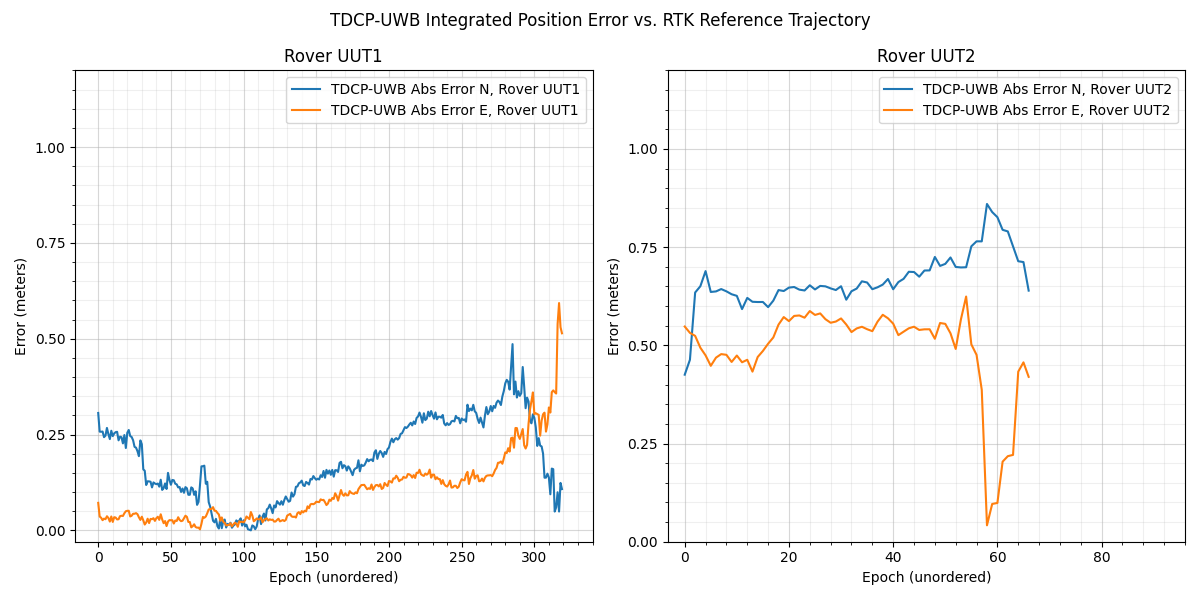 TDCP-UWB Integrated Position Error vs. RTK Reference Trajectory
Rover UUT1
TDCP-UWB Abs Error N, Rover UUT1
TDCP-UWB Abs Error E, Rover UUT1
1.00
0.75
0.50
0.25
0.00
Error (meters)
0 50 100 150 200 250 300
Epoch (unordered)
Rover UUT2
TDCP-UWB Abs Error N, Rover UUT2
TDCP-UWB Abs Error E, Rover UUT2
1.00
0.75
0.50
0.25
0.00
Error (meters)
0 20 40 60 80
Epoch (unordered)